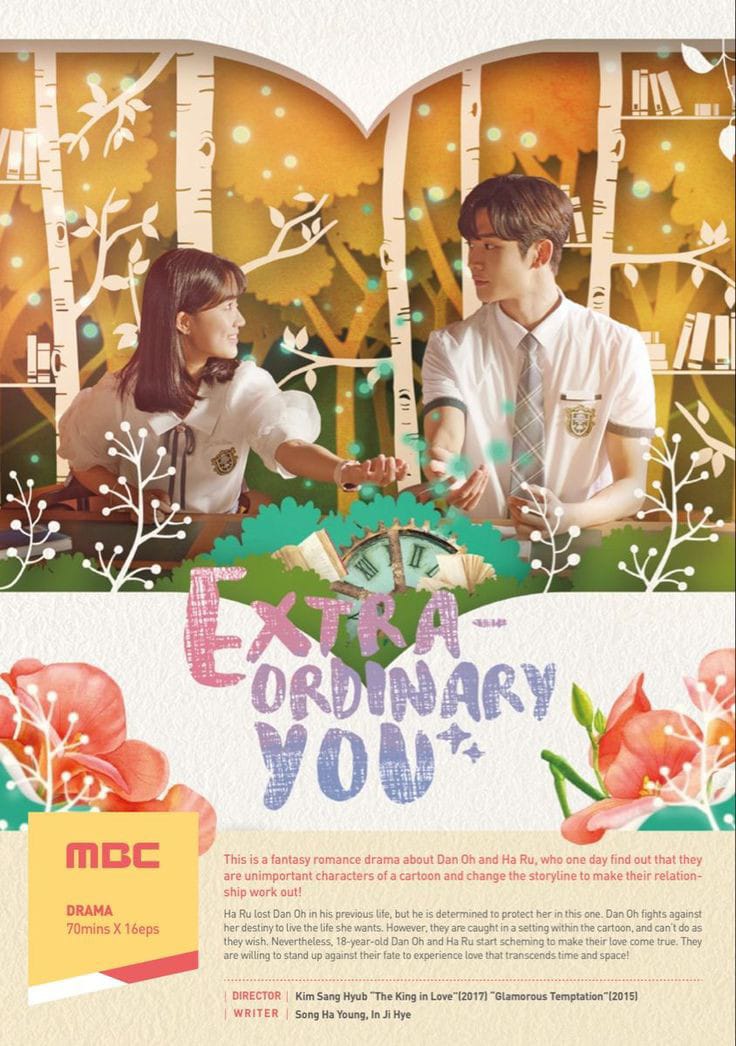 EXTRA-
ORDINARY
YOU
MBC
DRAMA
70mins X 16eps
This is a fantasy romance drama about Dan Oh and Ha Ru, who one day find out that they
are unimportant characters of a cartoon and change the storyline to make their relation-
ship work out!
Ha Ru lost Dan Oh in his previous life, but he is determined to protect her in this one. Dan Oh fights against
her destiny to live the life she wants. However, they are caught in a setting within the cartoon, and can't do as
they wish. Nevertheless, 18-year-old Dan Oh and Ha Ru start scheming to make their love come true. They
are willing to stand up against their fate to experience love that transcends time and space!
| DIRECTOR | Kim Sang Hyub "The King in Love"(2017) "Glamorous Temptation"(2015)
| WRITER | Song Ha Young, In Ji Hye